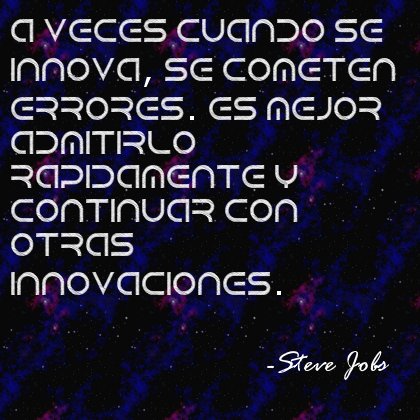 A VECES CUANDO SE
INNOVA, SE COMETEN
ERRORES. ES MEJOR
ADMITIRLO
RAPIDAMENTE Y
CONTINUAR CON
OTRAS
INNOVACIONES.
-Steve Jobs